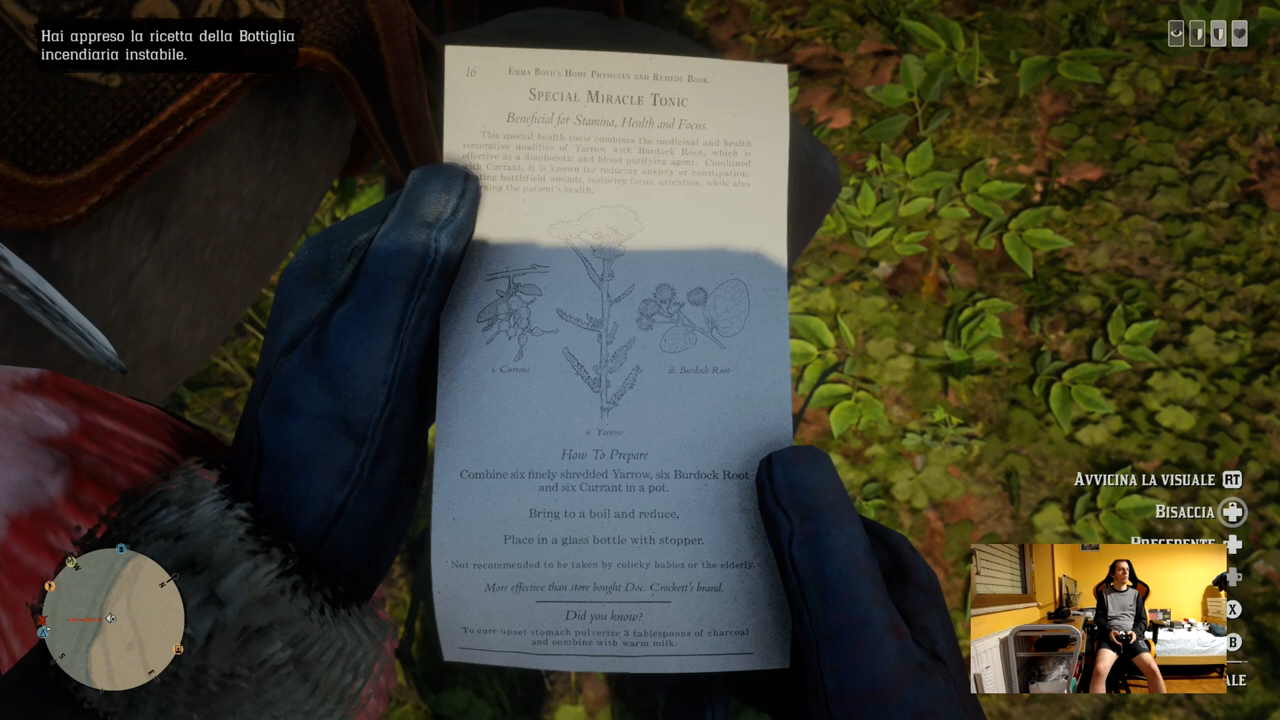 Hai appreso la ricetta della Bottiglia
incendiaria instabile.
16 Emma Boyd's Home Physician and Remedy Book.
Special Miracle Tonic
Beneficial for Stamina, Health and Focus.
This special health tonic combines the medicinal and health
restorative qualities of Yarrow with Burdock Root, which is
effective as a diaphoretic and blood purifying agent. Combined
with Currant, it is known for reducing anxiety or constipation,
battlefield wounds, restoring focus, attention, while also
the patient's health.
i. Currant
iii. Burdock Root
ii. Yarrow
How To Prepare
Combine six finely shredded Yarrow, six Burdock Root
and six Currant in a pot.
Bring to a boil and reduce.
Place in a glass bottle with stopper.
Not recommended to be taken by colicky babies or the elderly.
More effective than store bought Doc. Crockett's brand.
Did you know?
To cure upset stomach pulverise 3 tablespoons of charcoal
and combine with warm milk.
Avvicina la visuale RT
Bisaccia
Precedente
X
B